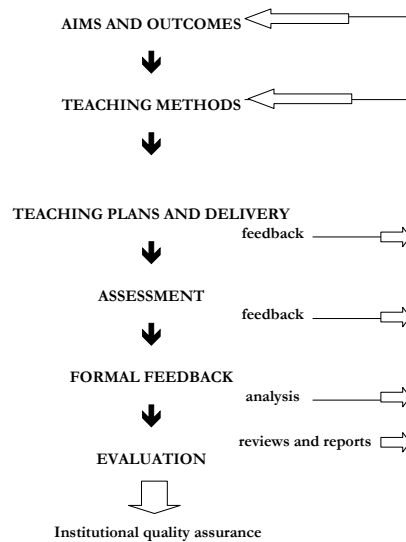 AIMS AND OUTCOMES
TEACHING METHODS
TEACHING PLANS AND DELIVERY
feedback
ASSESSMENT
feedback
FORMAL FEEDBACK
analysis
reviews and reports
EVALUATION
Institutional quality assurance